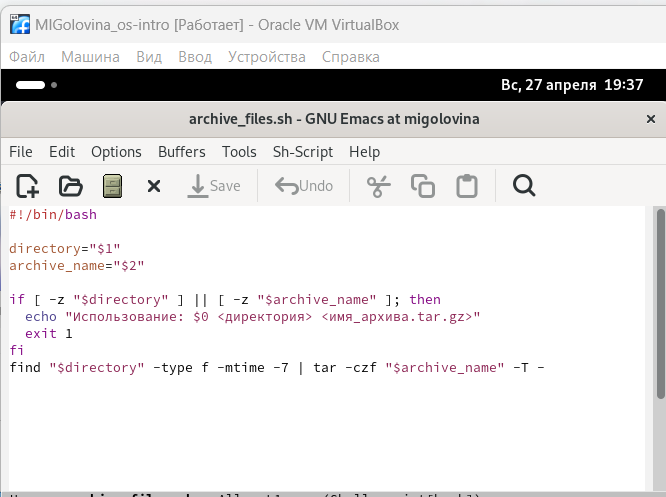 MIGolovina_os-intro [Работает] - Oracle VM VirtualBox
Файл Машина Вид Ввод Устройства Справка
Вс, 27 апреля 19:37
archive_files.sh - GNU Emacs at migolovina
File Edit Options Buffers Tools Sh-Script Help
Save Undo
#!/bin/bash
directory="$1"
archive_name="$2"
if [ -z "$directory" ] || [ -z "$archive_name" ]; then
echo "Использование: $0 <директория> <имя_архива.tar.gz>"
exit 1
fi
find "$directory" -type f -mtime -7 | tar -czf "$archive_name" -T -